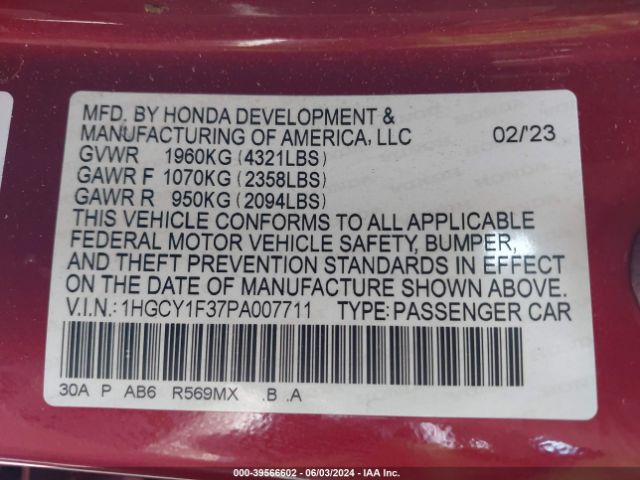 MFD. BY HONDA DEVELOPMENT &
MANUFACTURING OF AMERICA, LLC 02/'23
GVWR 1960KG (4321LBS)
GAWR F 1070KG (2358LBS)
GAWR R 950KG (2094LBS)
THIS VEHICLE CONFORMS TO ALL APPLICABLE
FEDERAL MOTOR VEHICLE SAFETY, BUMPER,
AND THEFT PREVENTION STANDARDS IN EFFECT
ON THE DATE OF MANUFACTURE SHOWN ABOVE.
V.I.N.: 1HGCY1F37PA007711 TYPE: PASSENGER CAR
30A P AB6 R569MX .B .A
000-39566602 - 06/03/2024 - IAA Inc.